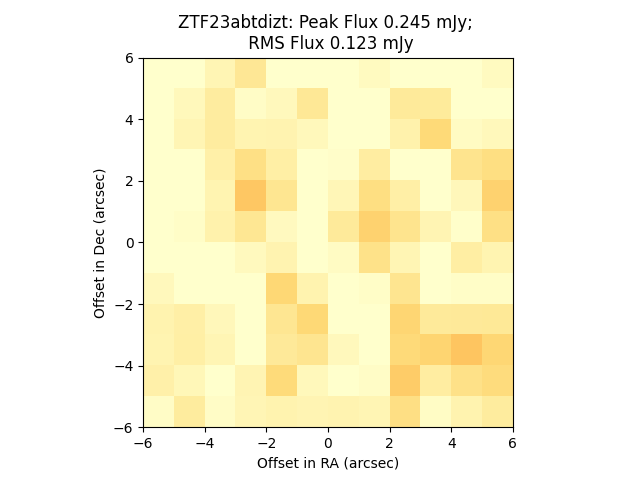 ZTF23abtdizt: Peak Flux 0.245 mJy;
RMS Flux 0.123 mJy
6
4
2
0
−2
−4
−6
Offset in Dec (arcsec)
−6 −4 −2 0 2 4 6
Offset in RA (arcsec)